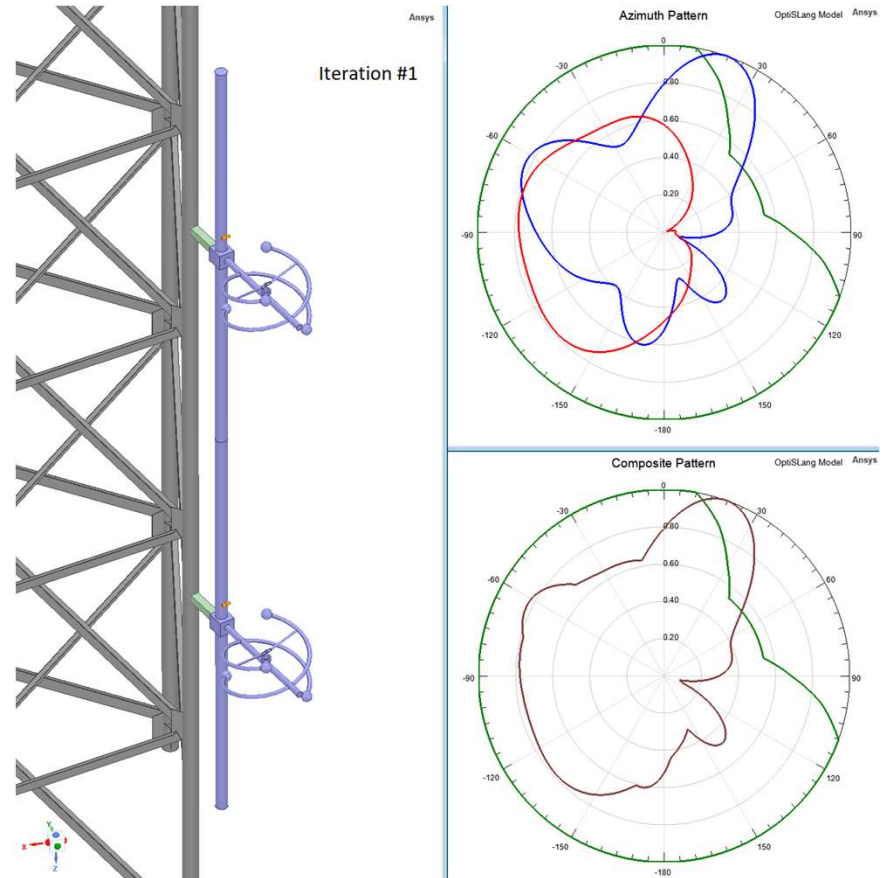 Ansys
Iteration #1
Y
X
Z
Azimuth Pattern
OptiSLang Model
Ansys
0
30
60
90
120
150
-180
-150
-120
-90
-60
-30
0.80
0.60
0.40
0.20
Composite Pattern
OptiSLang Model
Ansys
0
30
60
90
120
150
-180
-150
-120
-90
-60
-30
0.80
0.60
0.40
0.20